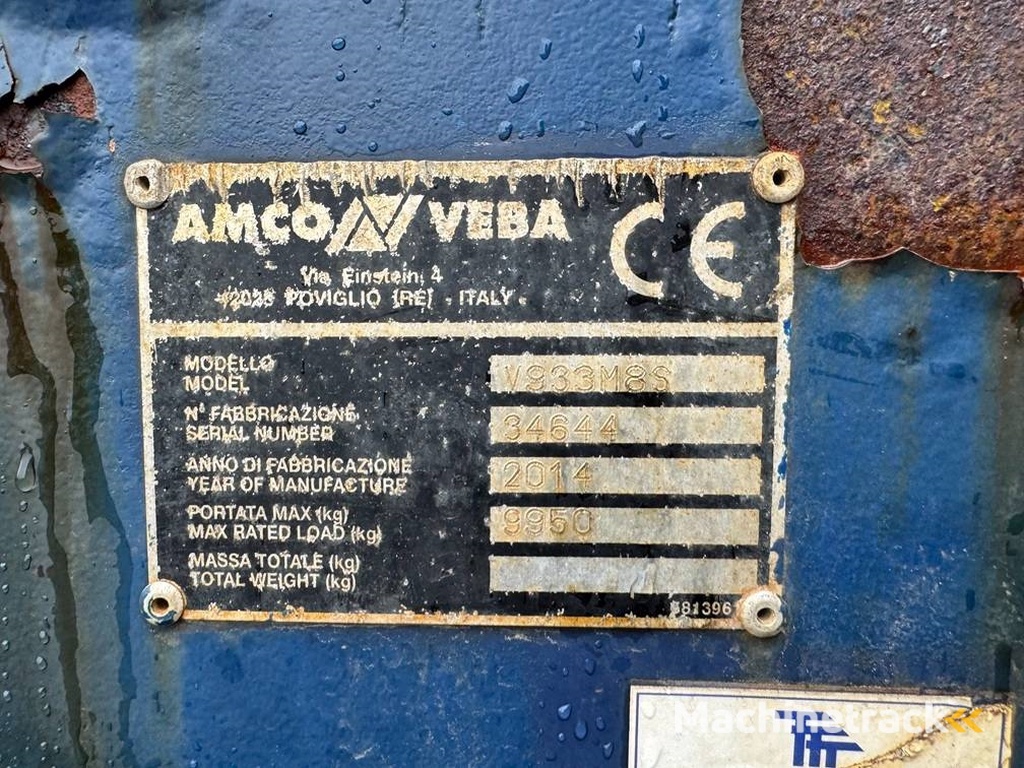 AMCO VEBA CE
Via Einstein, 4
42028 POVIGLIO (RE) - ITALY
MODELLO
MODEL
V933M8S
N° FABBRICAZIONE
SERIAL NUMBER
34644
ANNO DI FABBRICAZIONE
YEAR OF MANUFACTURE
2014
PORTATA MAX (kg)
MAX RATED LOAD (kg)
9950
MASSA TOTALE (kg)
TOTAL WEIGHT (kg)
581396
Machinetrack